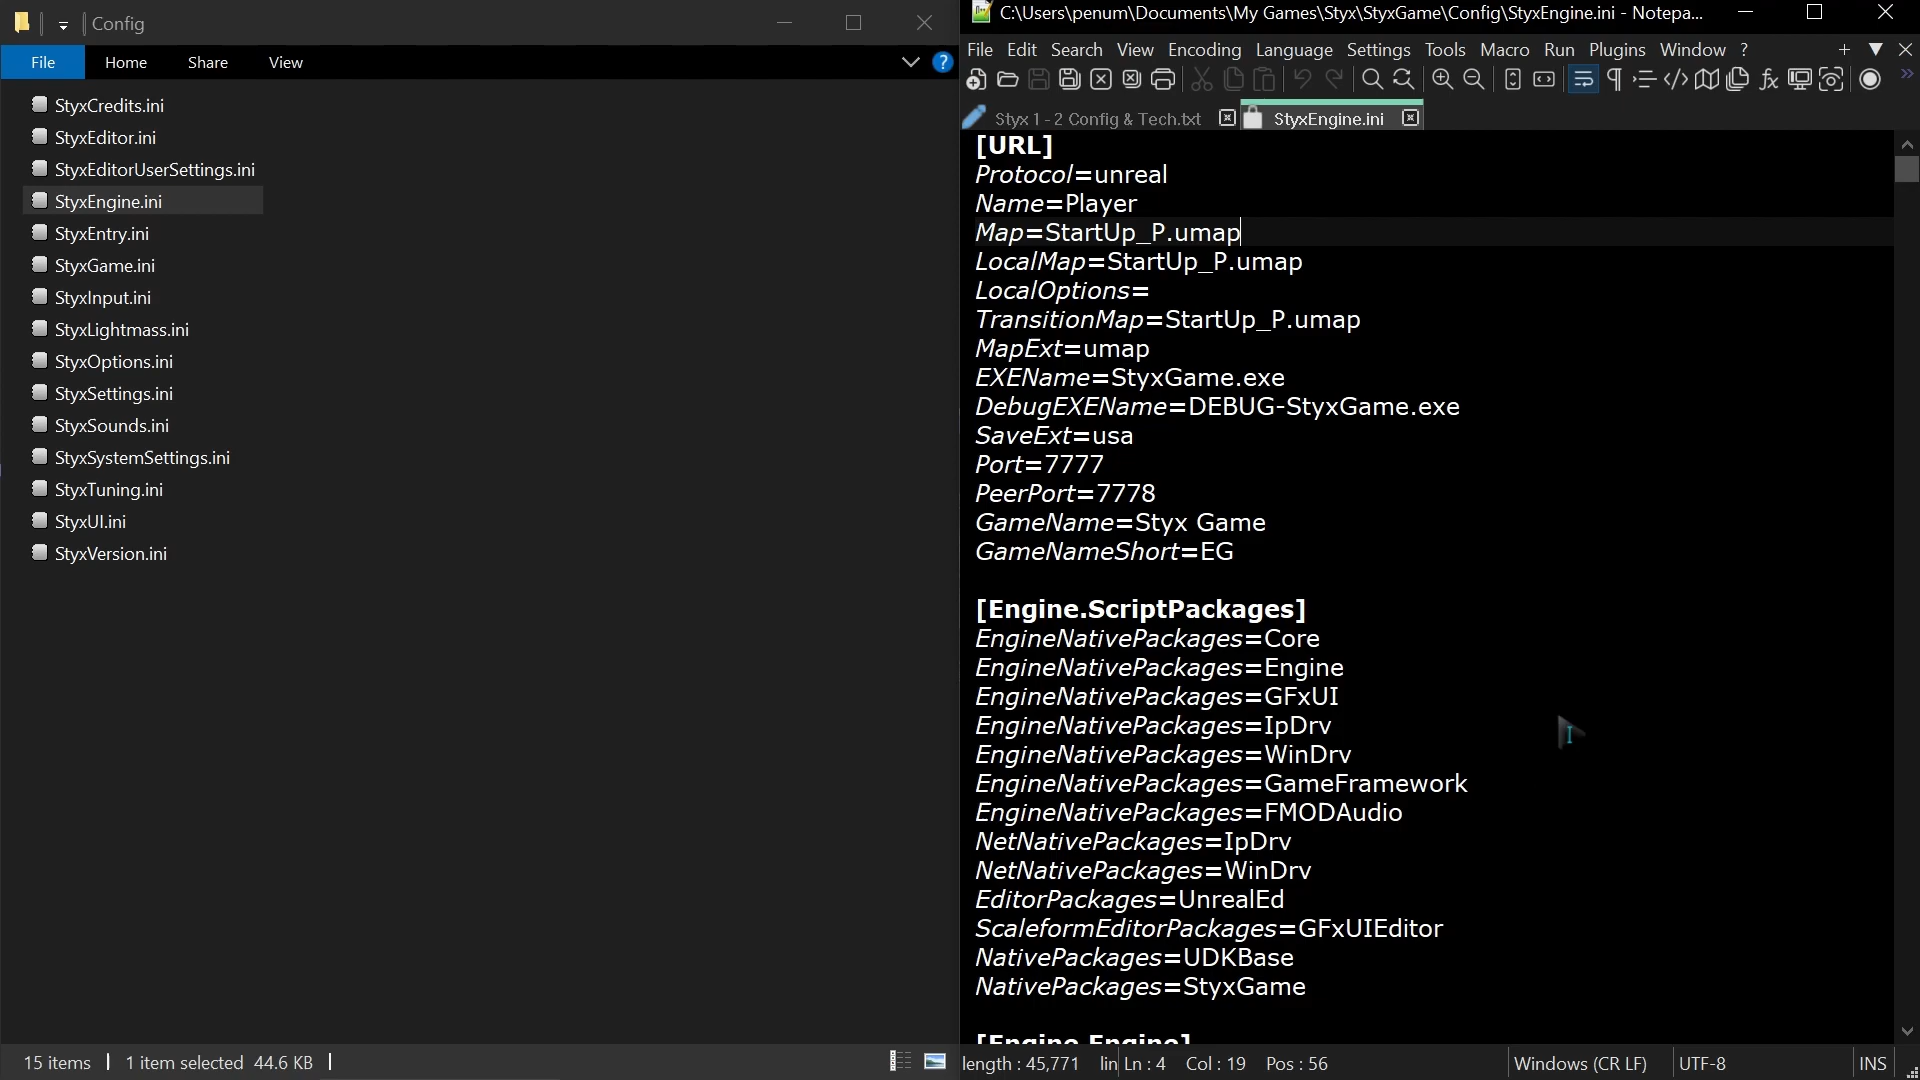 Config
File Home Share View
StyxCredits.ini
StyxEditor.ini
StyxEditorUserSettings.ini
StyxEngine.ini
StyxEntry.ini
StyxGame.ini
StyxInput.ini
StyxLightmass.ini
StyxOptions.ini
StyxSettings.ini
StyxSounds.ini
StyxSystemSettings.ini
StyxTuning.ini
StyxUI.ini
StyxVersion.ini
15 items 1 item selected 44.6 KB
C:\Users\penum\Documents\My Games\Styx\StyxGame\Config\StyxEngine.ini - Notepa...
File Edit Search View Encoding Language Settings Tools Macro Run Plugins Window ?
Styx 1 - 2 Config & Tech.txt StyxEngine.ini
[URL]
Protocol=unreal
Name=Player
Map=StartUp_P.umap
LocalMap=StartUp_P.umap
LocalOptions=
TransitionMap=StartUp_P.umap
MapExt=umap
EXEName=StyxGame.exe
DebugEXEName=DEBUG-StyxGame.exe
SaveExt=usa
Port=7777
PeerPort=7778
GameName=Styx Game
GameNameShort=EG
[Engine.ScriptPackages]
EngineNativePackages=Core
EngineNativePackages=Engine
EngineNativePackages=GFxUI
EngineNativePackages=IpDrv
EngineNativePackages=WinDrv
EngineNativePackages=GameFramework
EngineNativePackages=FMODAudio
NetNativePackages=IpDrv
NetNativePackages=WinDrv
EditorPackages=UnrealEd
ScaleformEditorPackages=GFxUIEditor
NativePackages=UDKBase
NativePackages=StyxGame
[Engine.Engine]
length : 45,771 lin Ln : 4 Col : 19 Pos : 56 Windows (CR LF) UTF-8 INS